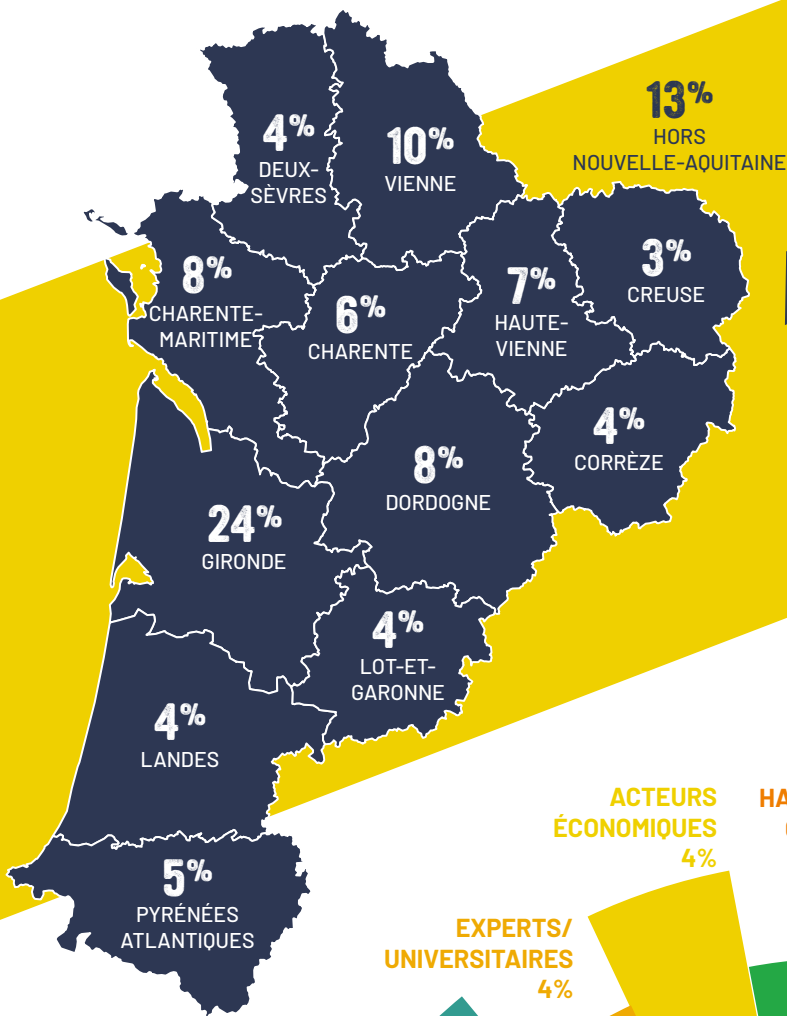 13%
HORS
NOUVELLE-AQUITAINE
4%
DEUX-
SÈVRES
10%
VIENNE
8%
CHARENTE-
MARITIME
6%
CHARENTE
7%
HAUTE-
VIENNE
3%
CREUSE
4%
CORRÈZE
8%
DORDOGNE
24%
GIRONDE
4%
LOT-ET-
GARONNE
4%
LANDES
5%
PYRÉNÉES
ATLANTIQUES
ACTEURS
ÉCONOMIQUES
4%
EXPERTS/
UNIVERSITAIRES
4%